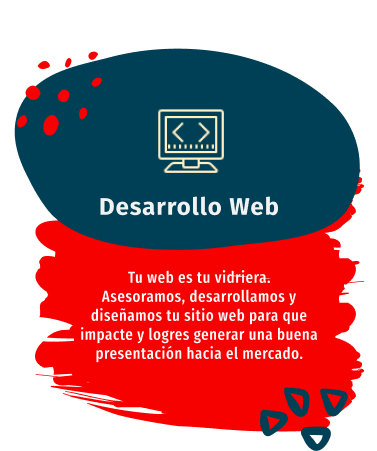 Desarrollo Web
Tu web es tu vidriera.
Asesoramos, desarrollamos y
diseñamos tu sitio web para que
impacte y logres generar una buena
presentación hacia el mercado.